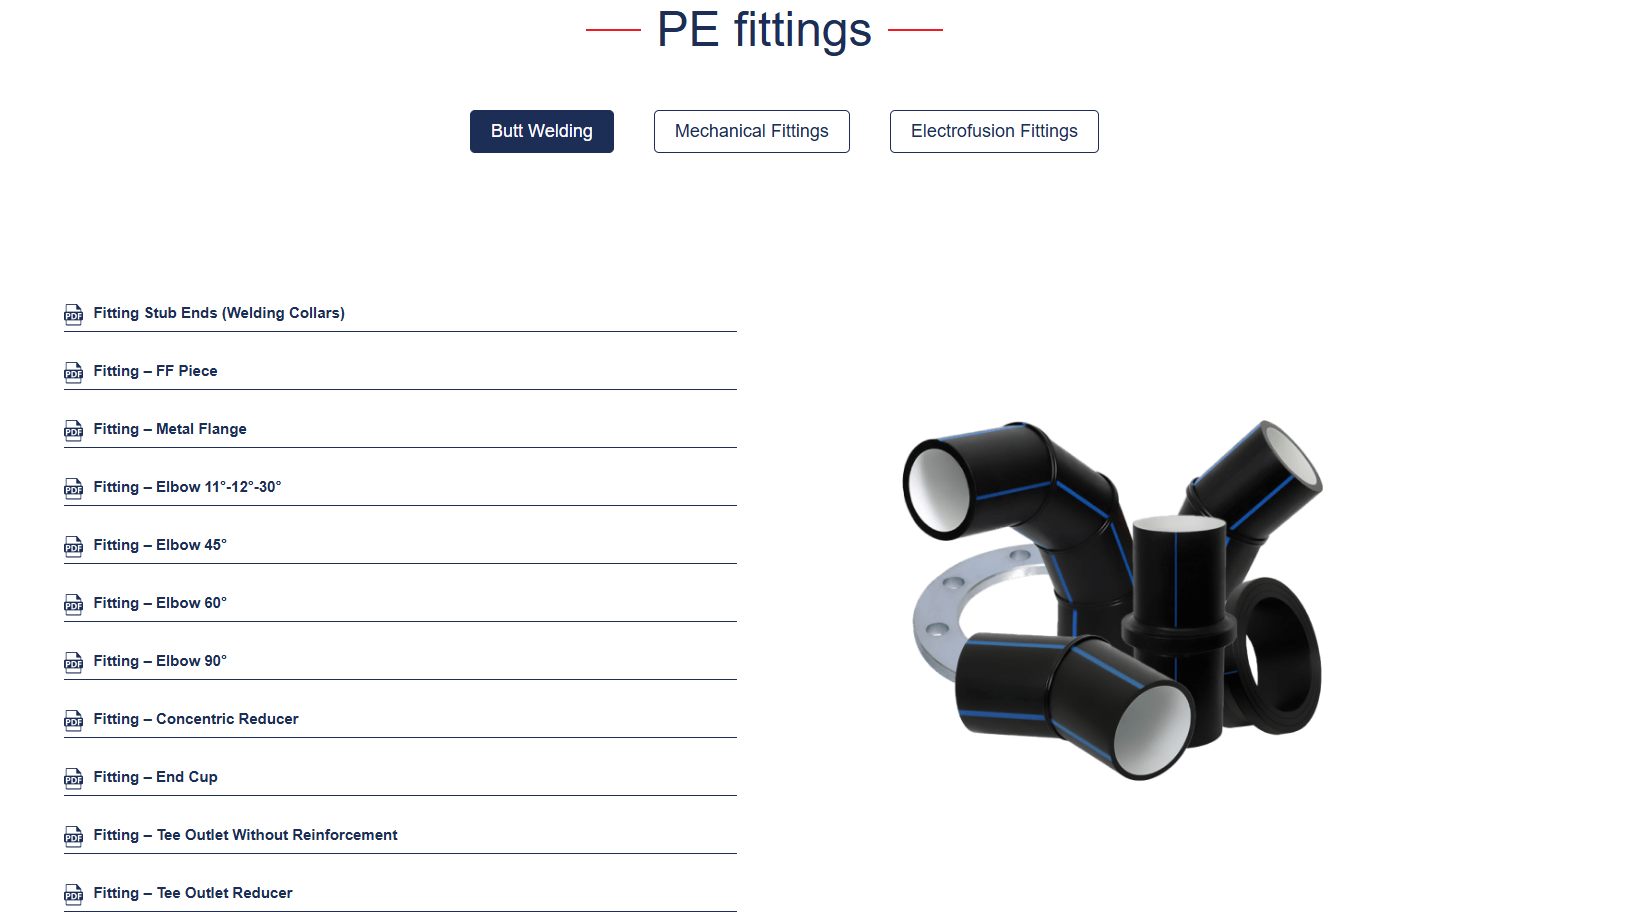 PE fittings
Butt Welding
Mechanical Fittings
Electrofusion Fittings
PDF Fitting Stub Ends (Welding Collars)
PDF Fitting – FF Piece
PDF Fitting – Metal Flange
PDF Fitting – Elbow 11°-12°-30°
PDF Fitting – Elbow 45°
PDF Fitting – Elbow 60°
PDF Fitting – Elbow 90°
PDF Fitting – Concentric Reducer
PDF Fitting – End Cup
PDF Fitting – Tee Outlet Without Reinforcement
PDF Fitting – Tee Outlet Reducer